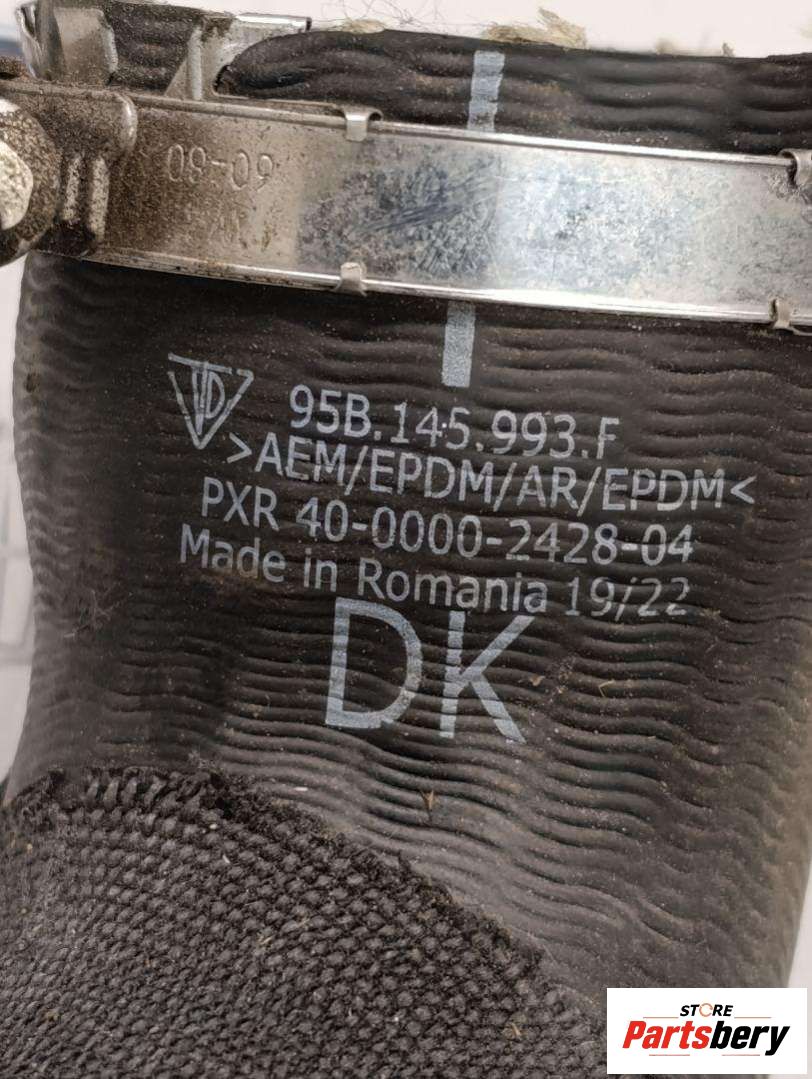 60-80
95B.145.993.F
>AEM/EPDM/AR/EPDM<
PXR 40-0000-2428-04
Made in Romania 19/22
DK
STORE
Partsbery